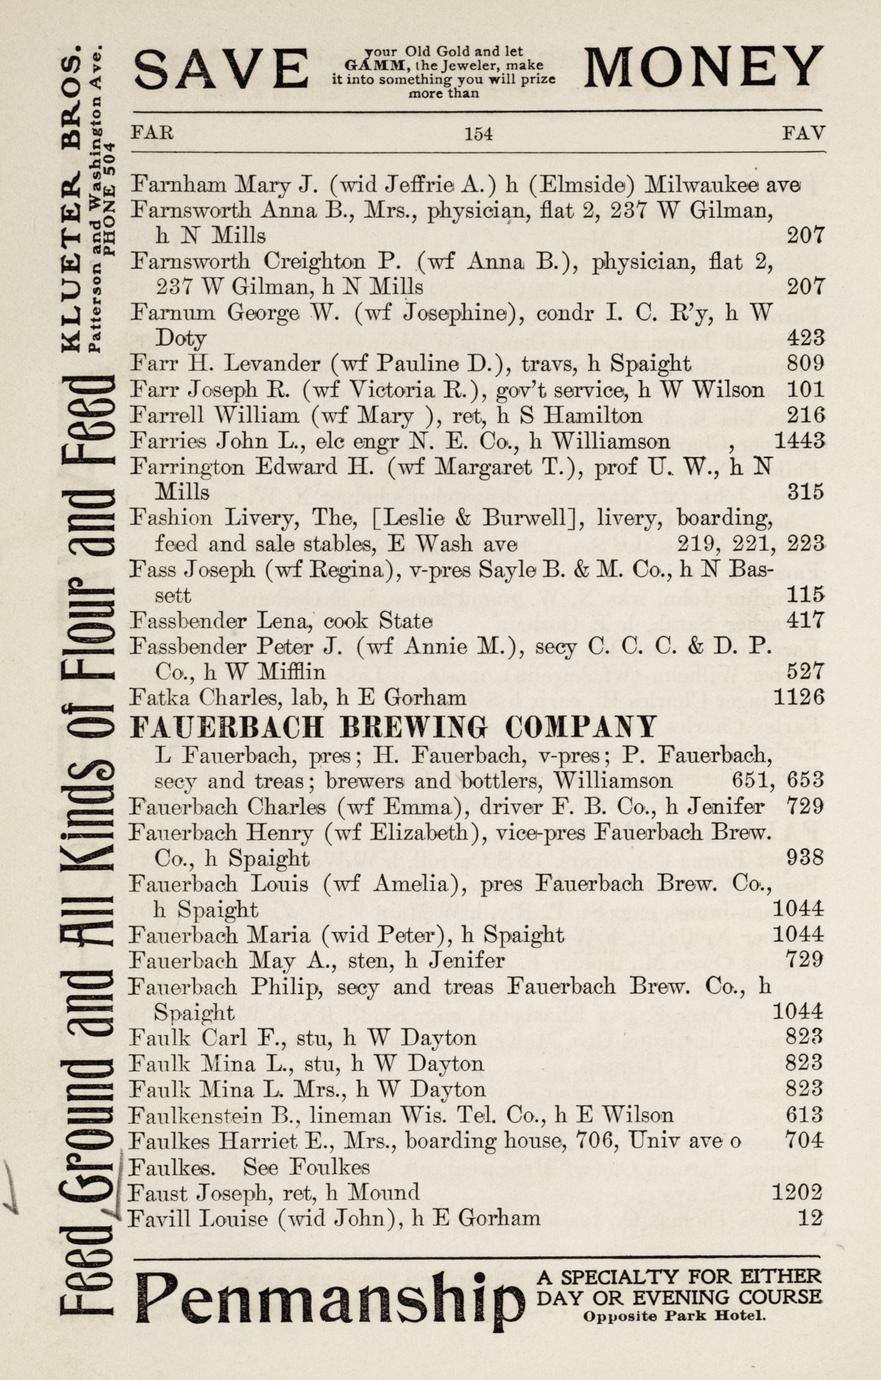 SAVE your Old Gold and let MONEY
GAMM, the Jeweler, make
it into something you will prize
more than
FAR 154 FAV
Farnham Mary J. (wid Jeffrie A.) h (Elmside) Milwaukee ave
Farnsworth Anna B., Mrs., physician, flat 2, 237 W Gilman,
h N Mills 207
Farnsworth Creighton P. (wf Anna B.), physician, flat 2,
237 W Gilman, h N Mills 207
Farnum George W. (wf Josephine), condr I. C. R'y, h W
Doty 423
Farr H. Levander (wf Pauline D.), travs, h Spaight 809
Farr Joseph R. (wf Victoria R.), gov't service, h W Wilson 101
Farrell William (wf Mary ), ret, h S Hamilton 216
Farries John L., elc engr N. E. Co., h Williamson , 1443
Farrington Edward H. (wf Margaret T.), prof U. W., h N
Mills 315
Fashion Livery, The, [Leslie & Burwell], livery, boarding,
feed and sale stables, E Wash ave 219, 221, 223
Fass Joseph (wf Regina), v-pres Sayle B. & M. Co., h N Bas-
sett 115
Fassbender Lena, cook State 417
Fassbender Peter J. (wf Annie M.), secy C. C. C. & D. P.
Co., h W Mifflin 527
Fatka Charles, lab, h E Gorham 1126
FAUERBACH BREWING COMPANY
L Fauerbach, pres; H. Fauerbach, v-pres; P. Fauerbach,
secy and treas; brewers and bottlers, Williamson 651, 653
Fauerbach Charles (wf Emma), driver F. B. Co., h Jenifer 729
Fauerbach Henry (wf Elizabeth), vice-pres Fauerbach Brew.
Co., h Spaight 938
Fauerbach Louis (wf Amelia), pres Fauerbach Brew. Co.,
h Spaight 1044
Fauerbach Maria (wid Peter), h Spaight 1044
Fauerbach May A., sten, h Jenifer 729
Fauerbach Philip, secy and treas Fauerbach Brew. Co., h
Spaight 1044
Faulk Carl F., stu, h W Dayton 823
Faulk Mina L., stu, h W Dayton 823
Faulk Mina L. Mrs., h W Dayton 823
Faulkenstein B., lineman Wis. Tel. Co., h E Wilson 613
Faulkes Harriet E., Mrs., boarding house, 706, Univ ave o 704
Faulkes. See Foulkes
Faust Joseph, ret, h Mound 1202
Favill Louise (wid John), h E Gorham 12
Penmanship A SPECIALTY FOR EITHER
DAY OR EVENING COURSE
Opposite Park Hotel.
Feed Ground and All Kinds of Flour and Feed KLUETER BROS.
Patterson and Washington Ave.
PHONE 504